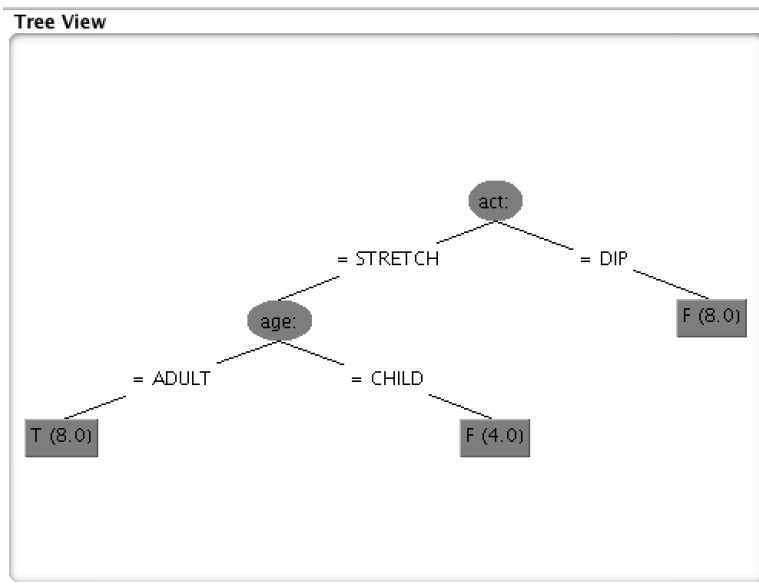 Tree View
act:
= STRETCH = DIP
age: F (8.0)
= ADULT = CHILD
T (8.0) F (4.0)